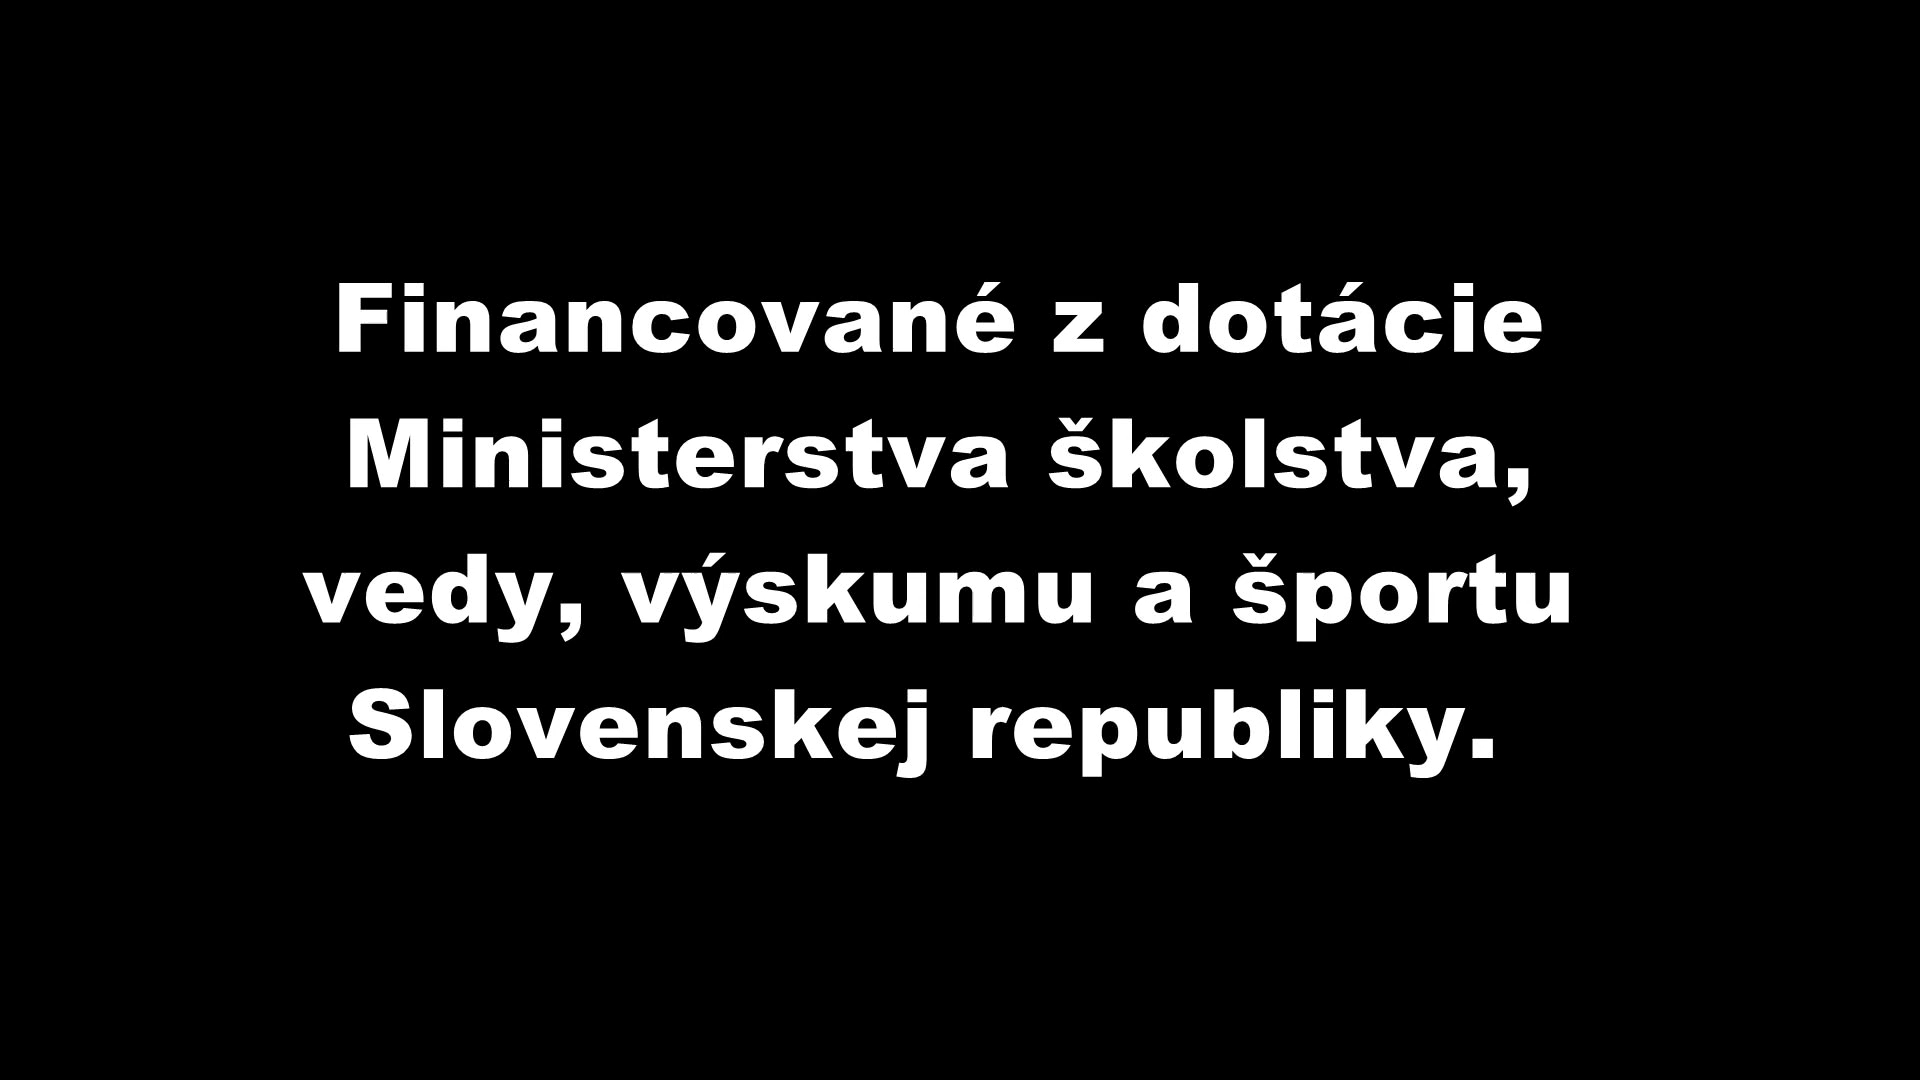 Financované z dotácie
Ministerstva školstva,
vedy, výskumu a športu
Slovenskej republiky.